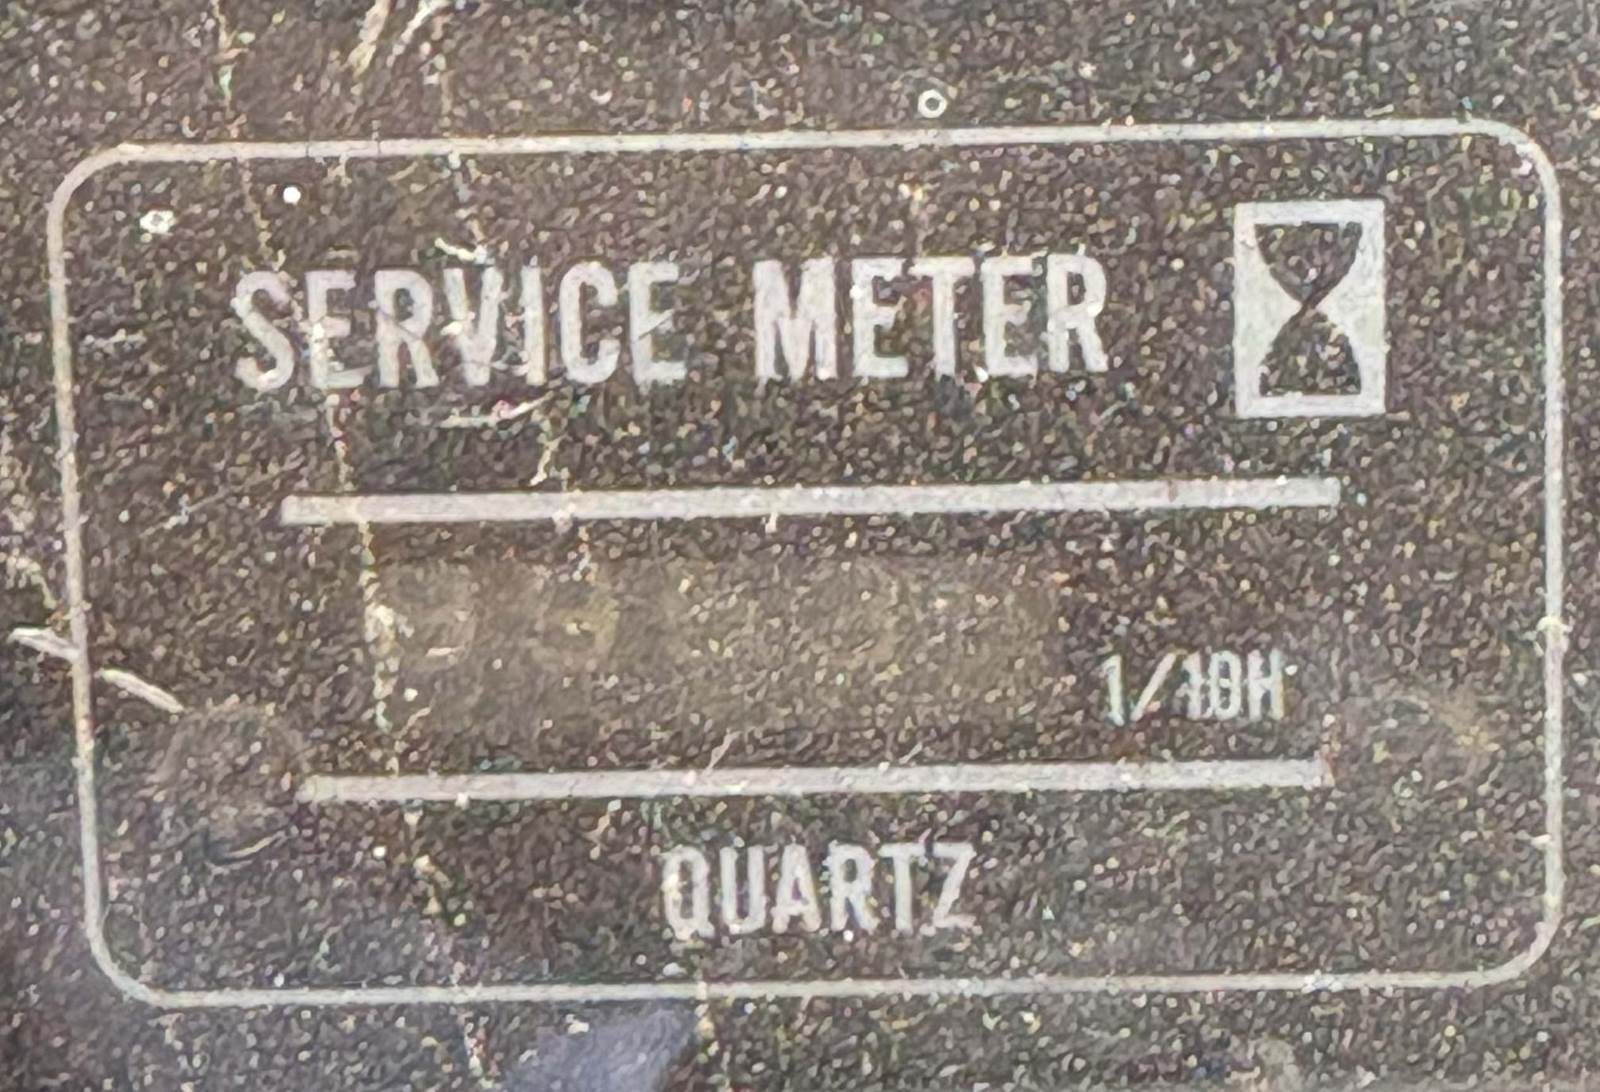 SERVICE METER
1/10H
QUARTZ